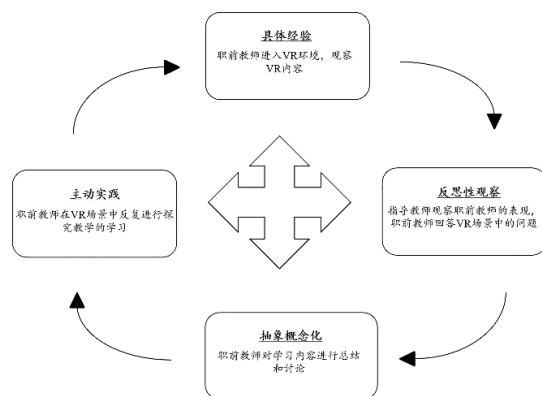 具体经验
职前教师进入VR环境，观察
VR内容
主动实践
职前教师在VR场景中反复进行探
究教学的学习
反思性观察
指导教师观察职前教师的表现，
职前教师回答VR场景中的问题
抽象概念化
职前教师对学习内容进行总结
和讨论